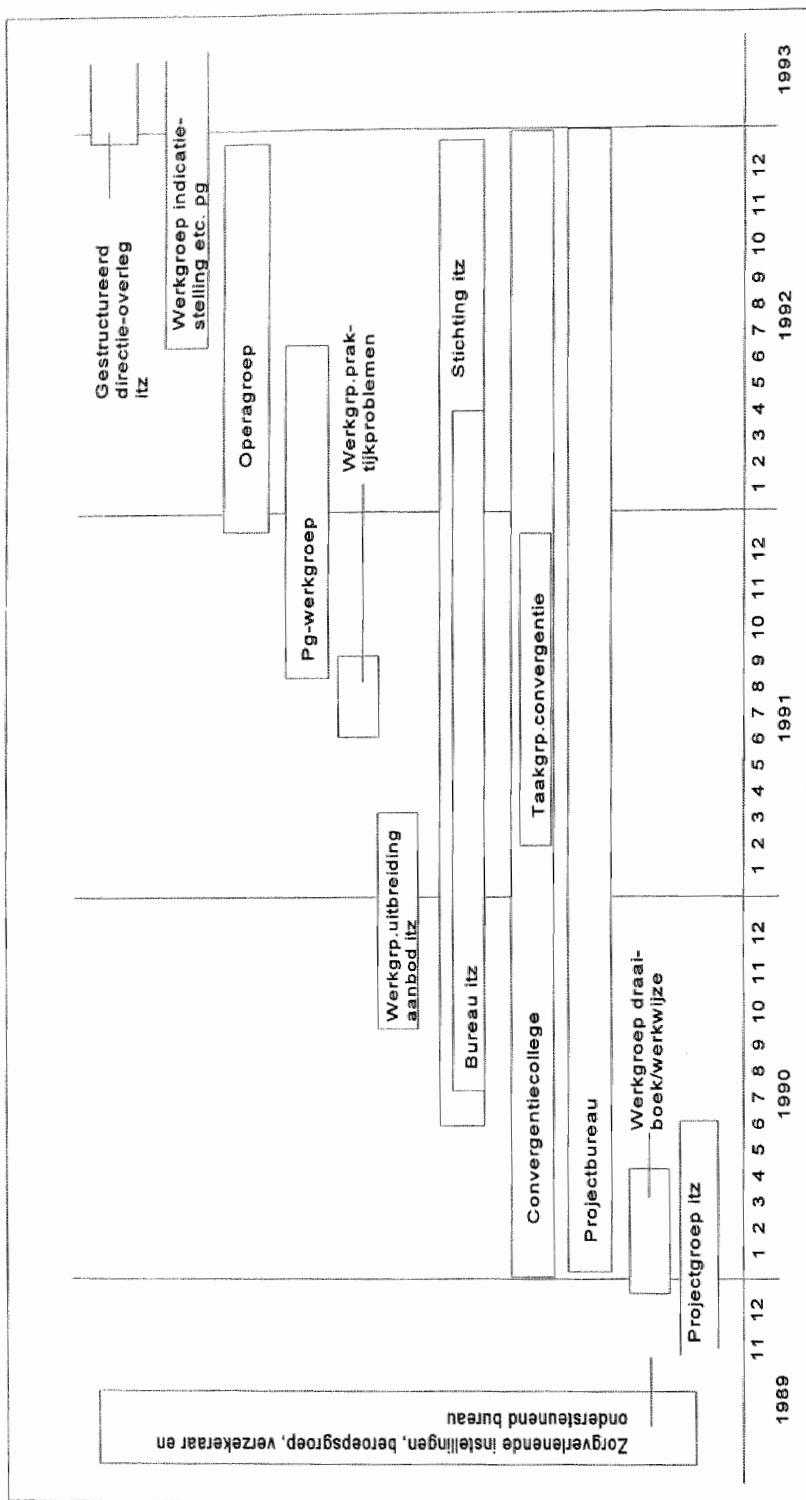 Gestructureerd
directie-overleg
itz
Werkgroep indicatie-
stelling etc. pg
Operagroep
Pg-werkgroep
Werkgrp.prak-
tijkproblemen
Werkgrp.uitbreiding
aanbod itz
Stichting itz
Bureau itz
Taakgrp.convergentie
Convergentiecollege
Projectbureau
Werkgroep draai-
boek/werkwijze
Projectgroep itz
Zorgverlenende instellingen, beroepsgroep, verzekeraar en
ondersteunend bureau
11 12 1 2 3 4 5 6 7 8 9 10 11 12 1 2 3 4 5 6 7 8 9 10 11 12 1 2 3 4 5 6 7 8 9 10 11 12
1989 1990 1991 1992 1993